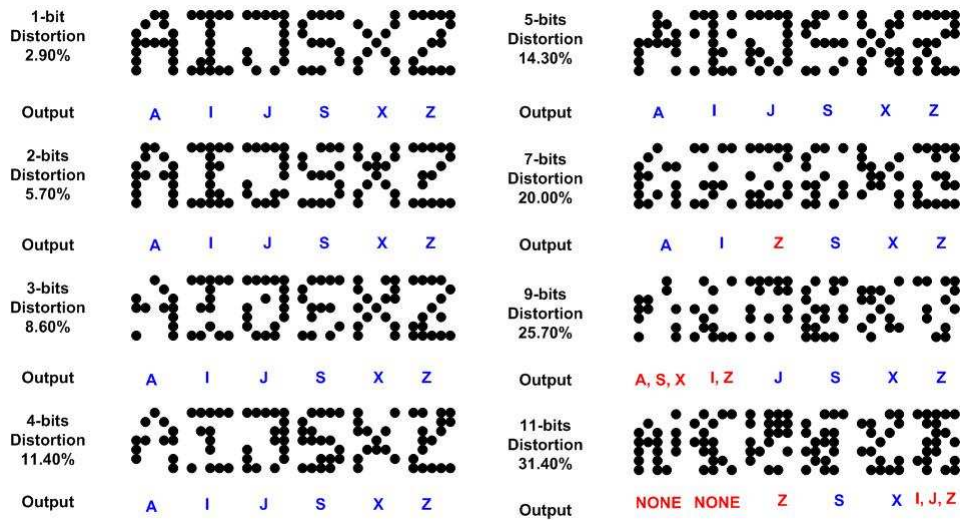 1-bit
Distortion
2.90%
A I J S X Z
Output A I J S X Z
2-bits
Distortion
5.70%
A I J S X Z
Output A I J S X Z
3-bits
Distortion
8.60%
A I J S X Z
Output A I J S X Z
4-bits
Distortion
11.40%
A I J S X Z
Output A I J S X Z
5-bits
Distortion
14.30%
A I J S X Z
Output A I J S X Z
7-bits
Distortion
20.00%
Output A I Z S X Z
9-bits
Distortion
25.70%
Output A, S, X I, Z J S X Z
11-bits
Distortion
31.40%
Output NONE NONE Z S X I, J, Z